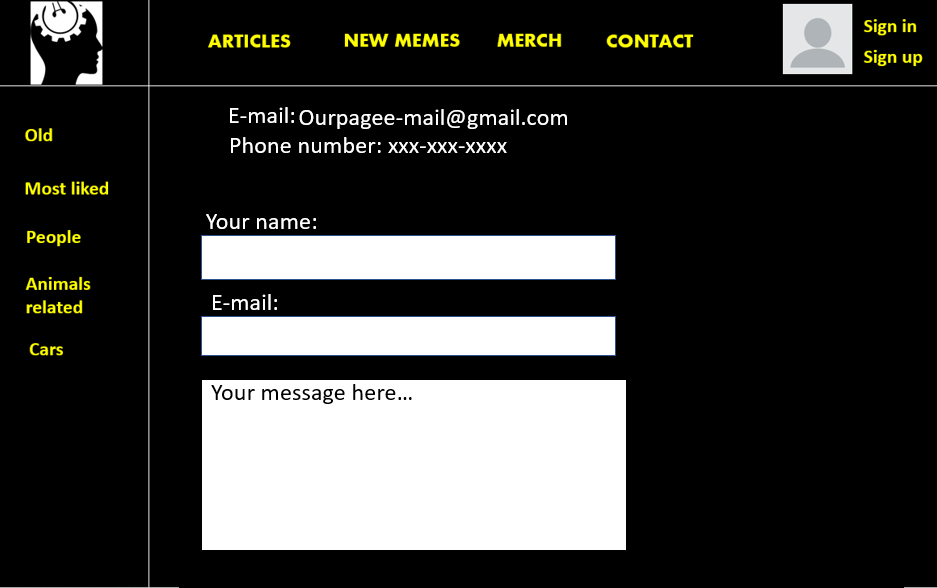 ARTICLES NEW MEMES MERCH CONTACT
Sign in
Sign up
Old
Most liked
People
Animals
related
Cars
E-mail: Ourpagee-mail@gmail.com
Phone number: xxx-xxx-xxxx
Your name:
E-mail:
Your message here...